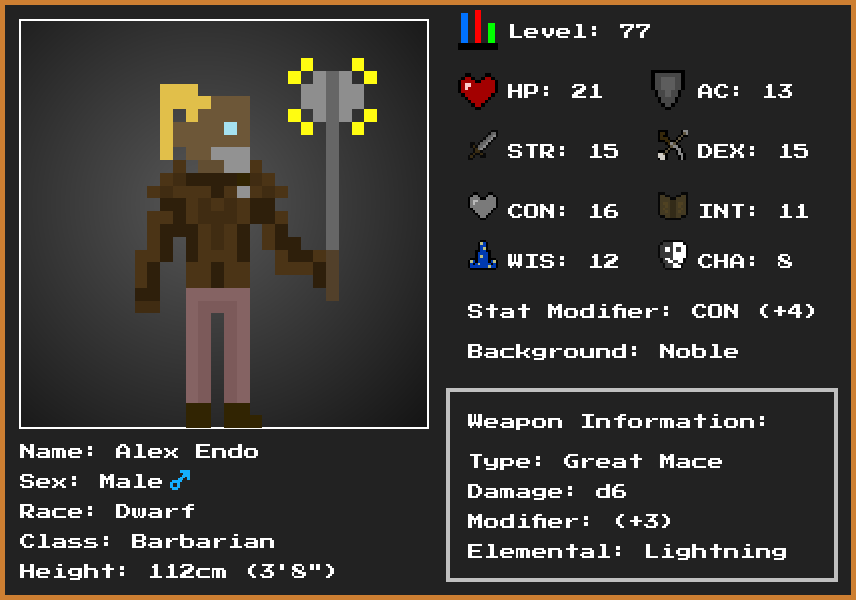 Level: 77
HP: 21
AC: 13
STR: 15
DEX: 15
CON: 16
INT: 11
WIS: 12
CHA: 8
Stat Modifier: CON (+4)
Background: Noble
Weapon Information:
Type: Great Mace
Damage: d6
Modifier: (+3)
Elemental: Lightning
Name: Alex Endo
Sex: Male ♂
Race: Dwarf
Class: Barbarian
Height: 112cm (3'8")